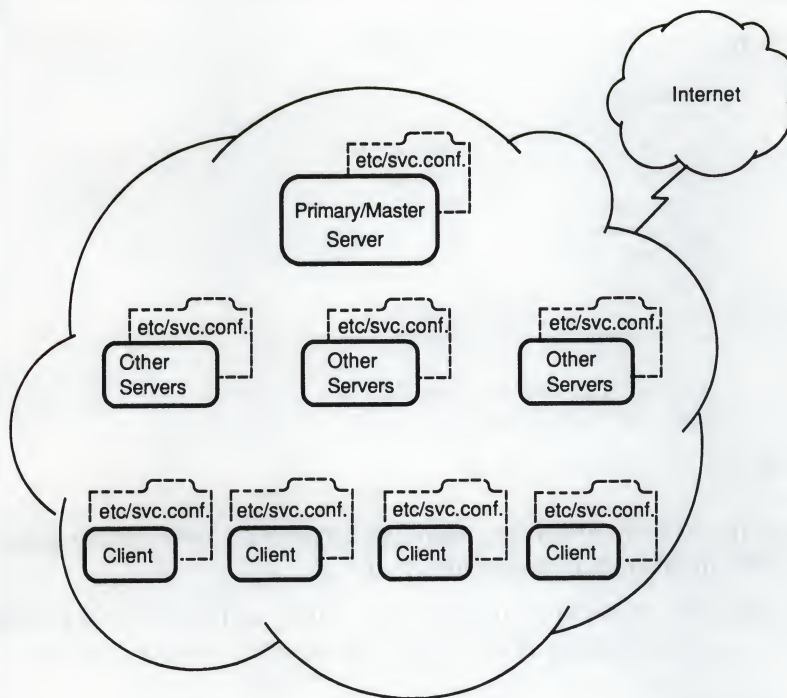 Internet
etc/svc.conf.
Primary/Master
Server
etc/svc.conf.
Other
Servers
etc/svc.conf.
Other
Servers
etc/svc.conf.
Other
Servers
etc/svc.conf.
Client
etc/svc.conf.
Client
etc/svc.conf.
Client
etc/svc.conf.
Client